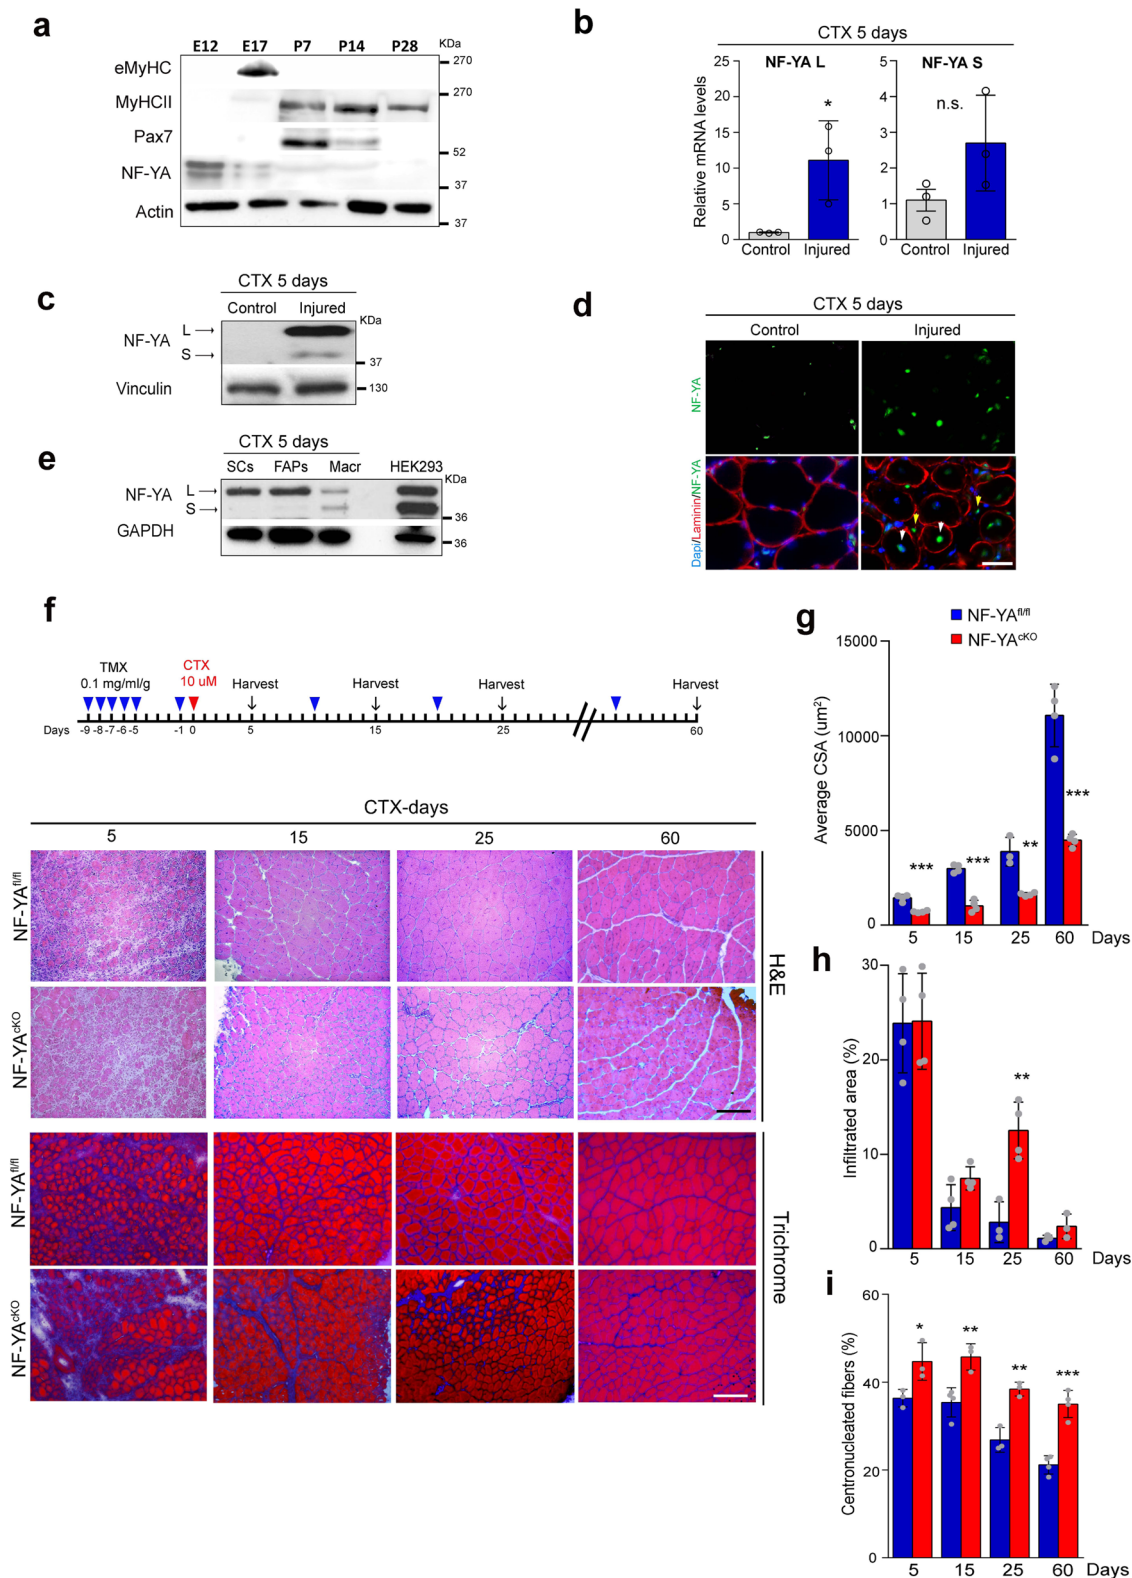 a
E12 E17 P7 P14 P28
KDa
eMyHC
270
MyHCII
270
Pax7
52
NF-YA
37
Actin
37
b
CTX 5 days
NF-YA L
NF-YA S
Relative mRNA levels
25
20
15
10
5
0
*
Control Injured
5
4
3
2
1
0
n.s.
Control Injured
c
CTX 5 days
Control Injured
KDa
NF-YA
L
S
37
Vinculin
130
d
CTX 5 days
Control Injured
NF-YA
Dapi/Laminin/NF-YA
e
CTX 5 days
SCs FAPs Macr HEK293
KDa
NF-YA
L
S
36
GAPDH
36
f
TMX
0.1 mg/ml/g
CTX
10 uM
Harvest Harvest Harvest Harvest
Days -9 -8 -7 -6 -5 -1 0 5 15 25 60
CTX-days
5 15 25 60
NF-YAfl/fl
NF-YAcKO
H&E
NF-YAfl/fl
NF-YAcKO
Trichrome
g
NF-YAfl/fl
NF-YAcKO
Average CSA (um²)
15000
10000
5000
0
*** *** ** ***
5 15 25 60 Days
h
Infiltrated area (%)
30
20
10
0
**
5 15 25 60 Days
i
Centronucleated fibers (%)
60
40
20
0
* ** ** ***
5 15 25 60 Days